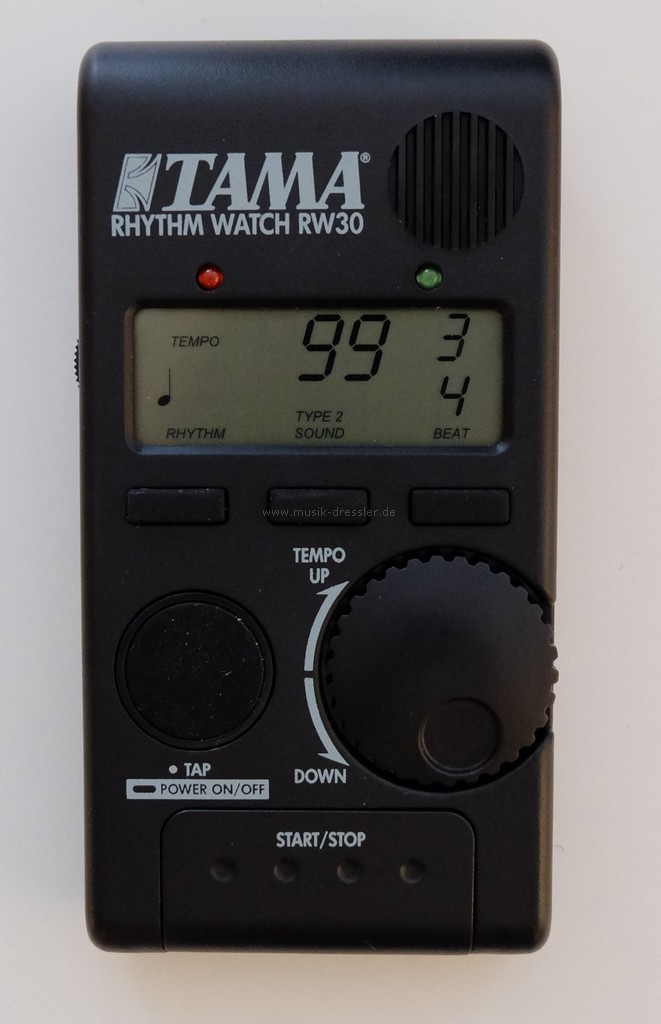 TAMA®
RHYTHM WATCH RW30
TEMPO
99
3
4
TYPE 2
RHYTHM
SOUND
BEAT
www.musik-dressler.de
TEMPO
UP
DOWN
• TAP
POWER ON/OFF
START/STOP